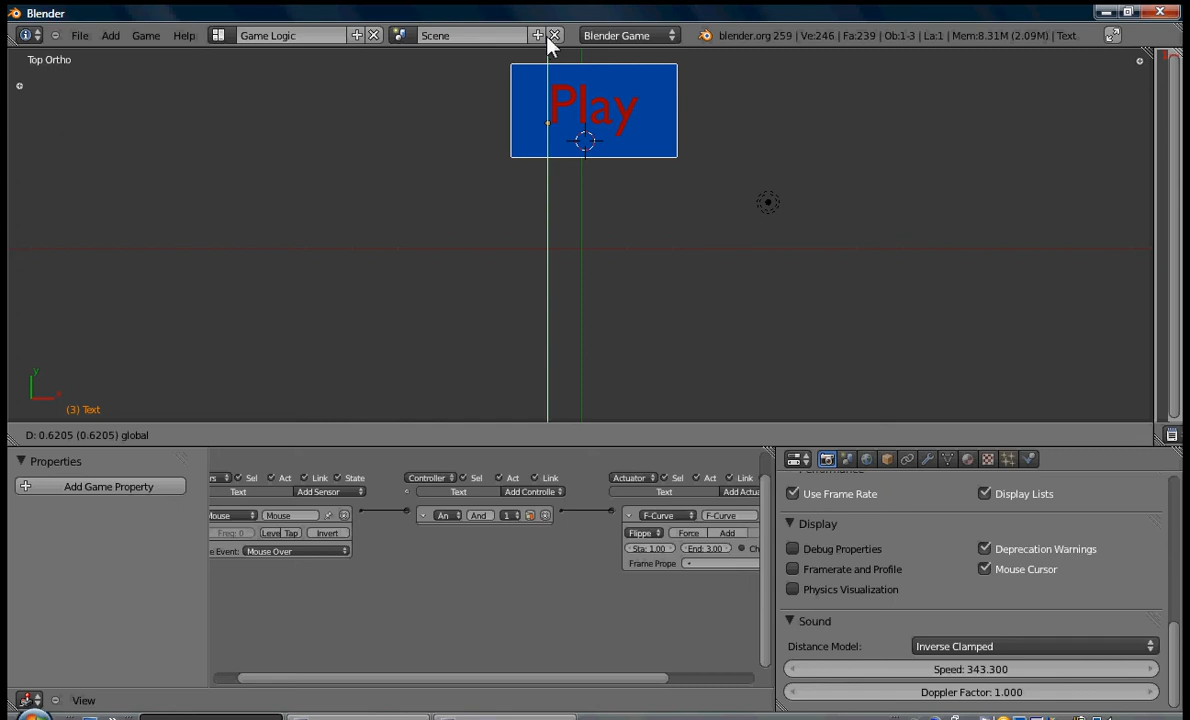 Blender
File Add Game Help Game Logic Scene Blender Game blender.org 259 | Ve:246 | Fa:239 | Ob:1-3 | La:1 | Mem:8.31M (2.09M) | Text
Top Ortho
Play
y
x
(3) Text
D: 0.6205 (0.6205) global
Properties
Add Game Property
rs Sel Act Link State
Text Add Sensor
Mouse Mouse
Freq: 0 Level Tap Invert
e Event: Mouse Over
Controller Sel Act Link
Text Add Controlle
An And 1
Actuator Sel Link
Text Add Actu
F-Curve F-Curve
Flippe Force Add
Sta: 1.00 End: 3.00 Ch
Frame Prope
View
Performance
Use Frame Rate Display Lists
Display
Debug Properties Deprecation Warnings
Framerate and Profile Mouse Cursor
Physics Visualization
Sound
Distance Model: Inverse Clamped
Speed: 343.300
Doppler Factor: 1.000